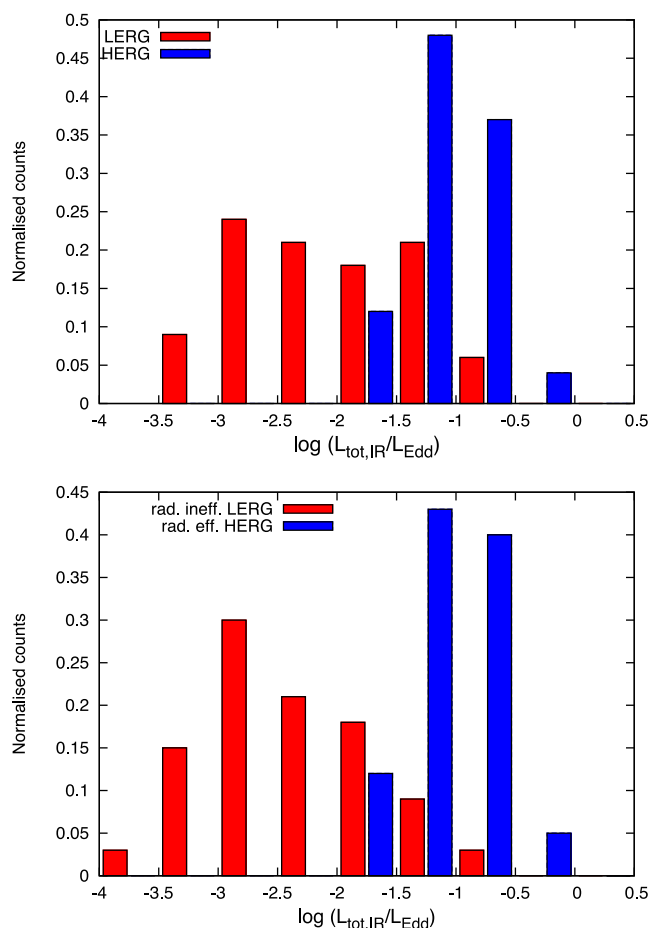 LERG
HERG
Normalised counts
0.5
0.45
0.4
0.35
0.3
0.25
0.2
0.15
0.1
0.05
0
-4 -3.5 -3 -2.5 -2 -1.5 -1 -0.5 0 0.5
log (Ltot,IR/LEdd)
rad. ineff. LERG
rad. eff. HERG
Normalised counts
0.45
0.4
0.35
0.3
0.25
0.2
0.15
0.1
0.05
0
-4 -3.5 -3 -2.5 -2 -1.5 -1 -0.5 0 0.5
log (Ltot,IR/LEdd)